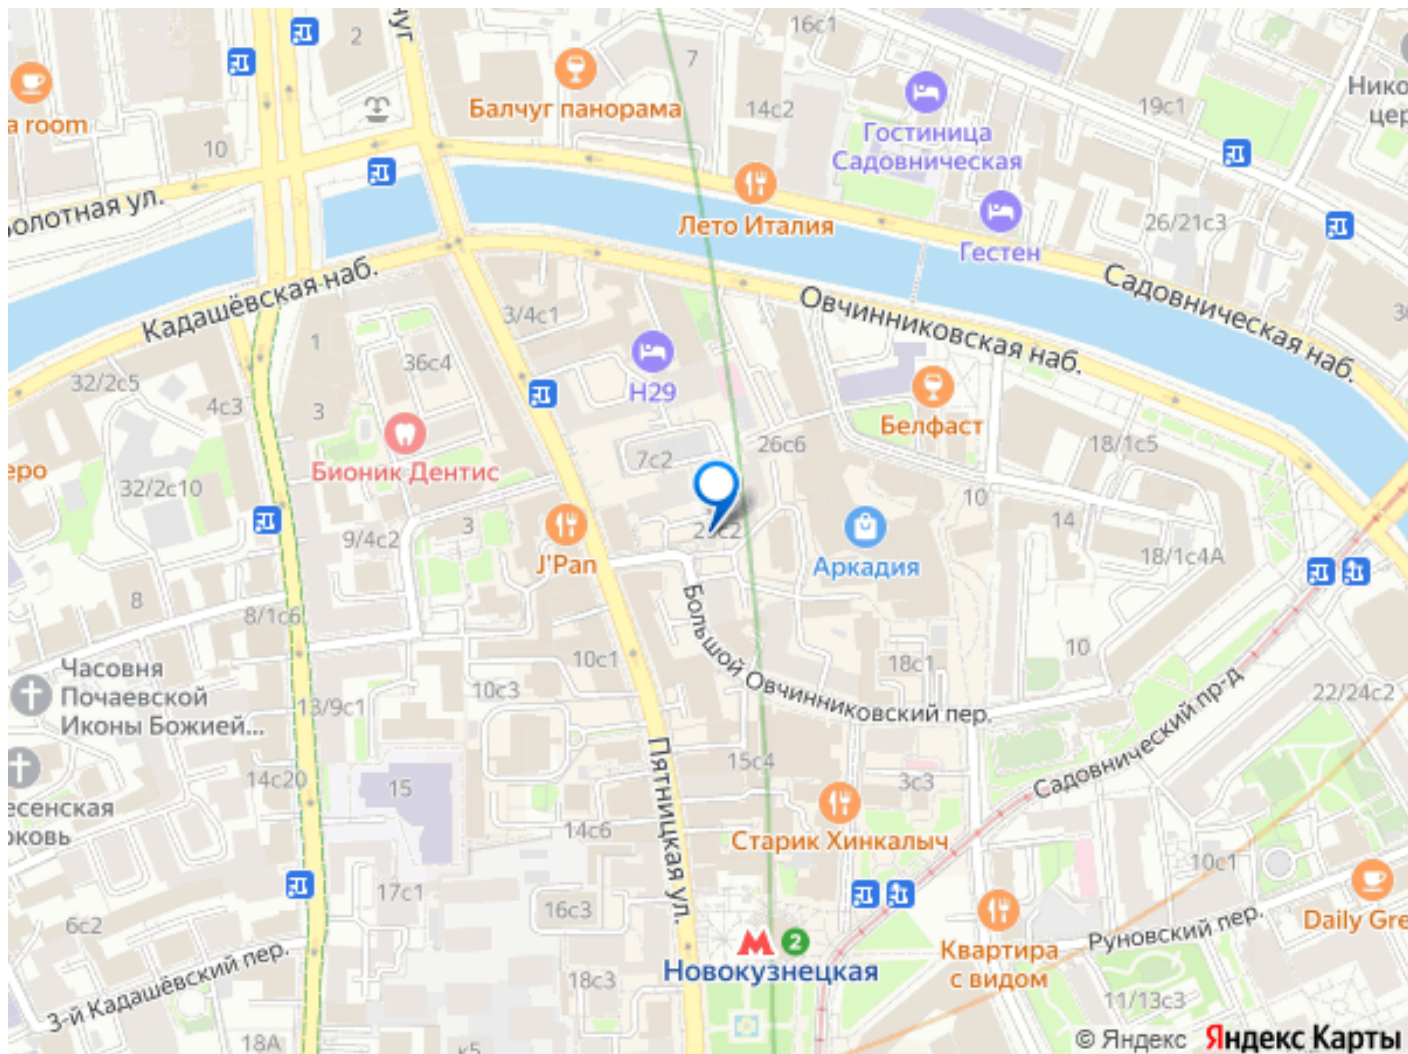 2
7
16с1
Нико
цер
a room
Балчуг панорама
14с2
Гостиница
Садовническая
19с1
10
олотная ул.
Лето Италия
Гестен
26/21с3
Садовническая наб.
Кадашёвская наб.
3/4с1
Овчинниковская наб.
1
36с4
Н29
32/2с5
4с3
3
Белфаст
26с6
18/1с5
Бионик Дентис
7с2
32/2с10
10
14
3
9/4с2
J'Pan
Аркадия
18/1с4А
8
8/1с6
Большой Овчинниковский пер.
10с1
18с1
10
Часовня
Почаевской
Иконы Божией...
10с3
13/9с1
22/24с2
Садовнический пр-д
Пятницкая ул.
15с4
3с3
14с20
15
есенская
Старик Хинкалыч
14с6
10с1
17с1
16с3
6с2
Daily Gre
Руновский пер.
2
Новокузнецкая
Квартира
с видом
3-й Кадашёвский пер.
18с3
11/13с3
18А
к5
© Яндекс Яндекс Карты